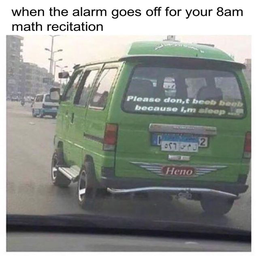 when the alarm goes off for your 8am
math recitation
Please don,t beeb beeb
because i,m sleep
Heno